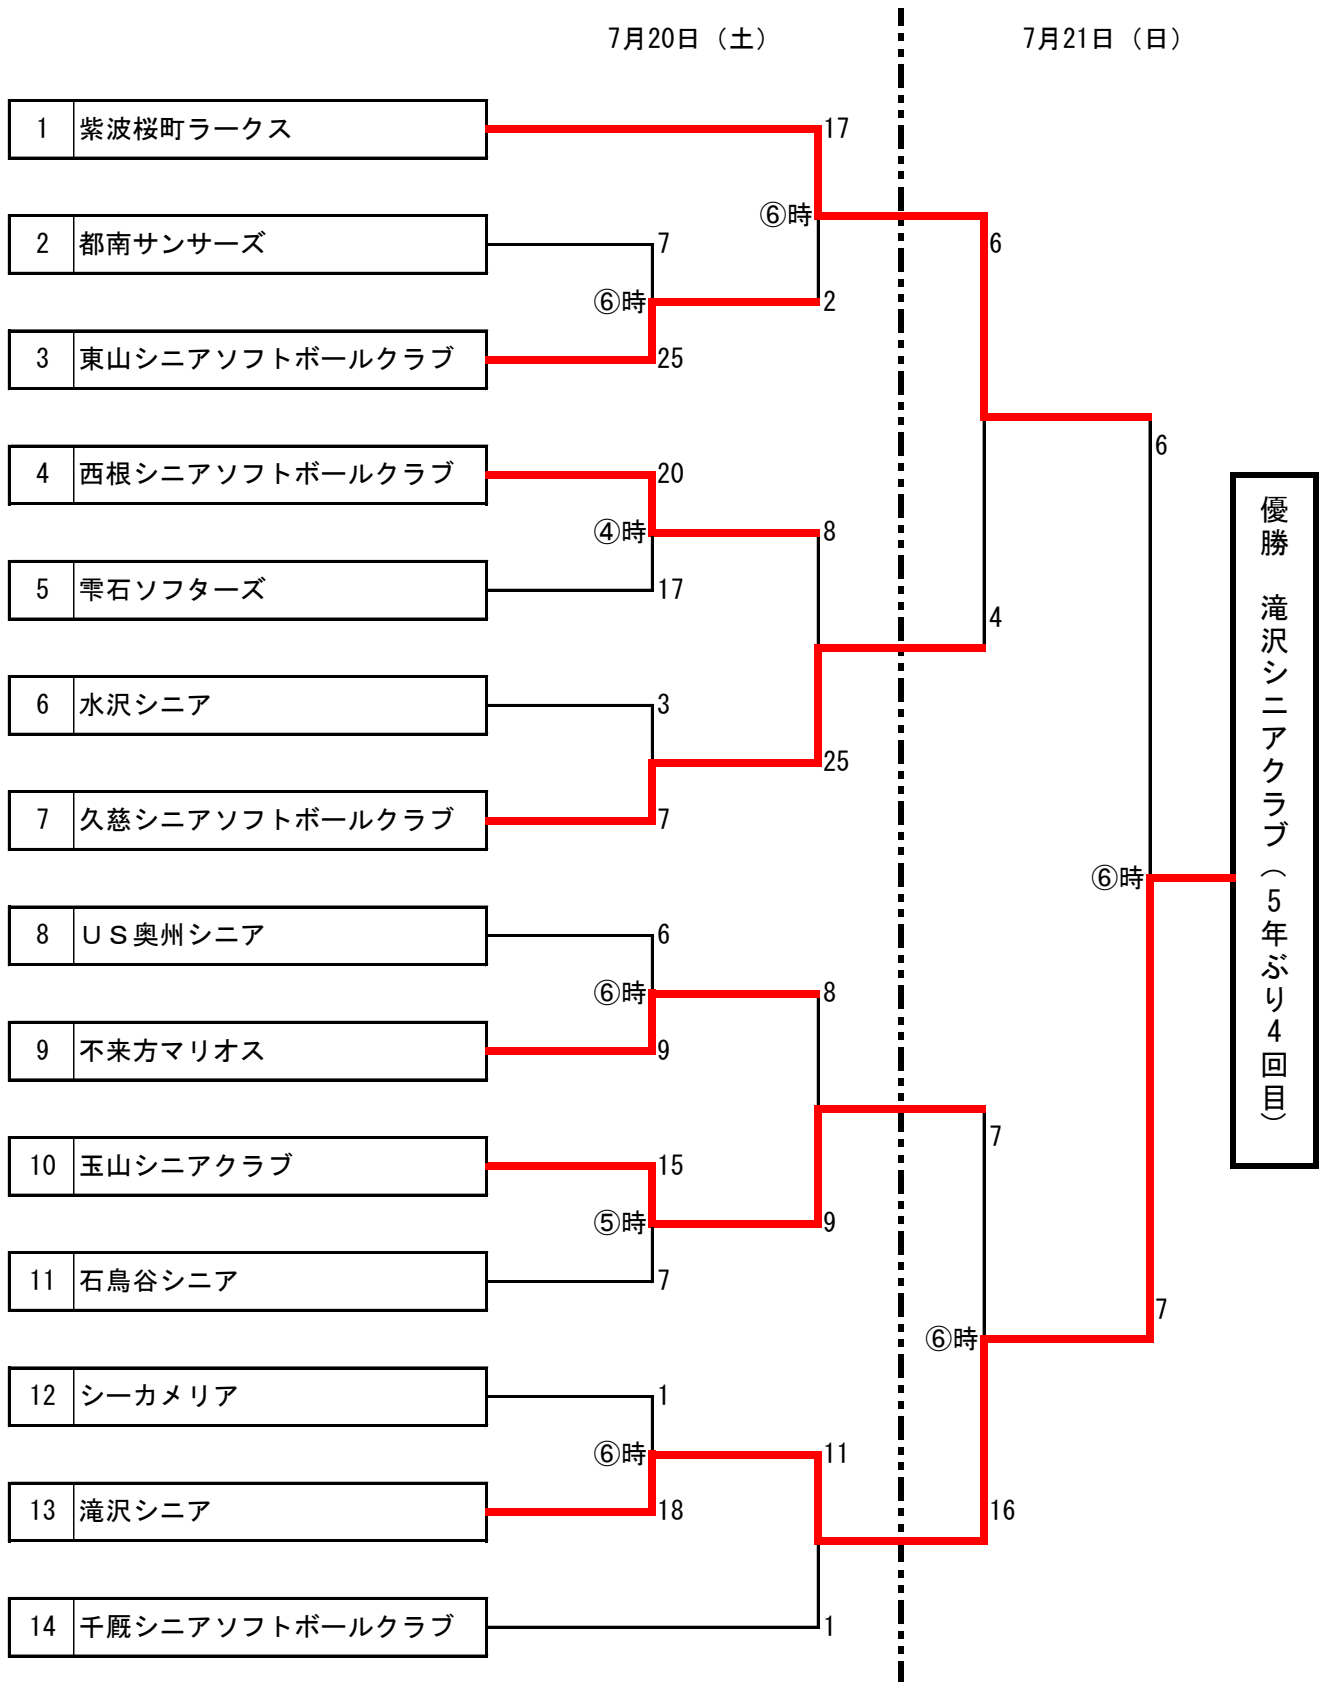 7月20日（土）
7月21日（日）
1 紫波桜町ラークス
17
⑥時
2 都南サンサーズ
7
6
⑥時
2
3 東山シニアソフトボールクラブ
25
6
4 西根シニアソフトボールクラブ
20
④時
8
5 雫石ソフターズ
17
4
6 水沢シニア
3
25
7 久慈シニアソフトボールクラブ
7
⑥時
8 ＵＳ奥州シニア
6
⑥時
8
9 不来方マリオス
9
7
10 玉山シニアクラブ
15
⑤時
9
11 石鳥谷シニア
7
7
⑥時
12 シーカメリア
1
⑥時
11
13 滝沢シニア
18
16
14 千厩シニアソフトボールクラブ
1
優勝　滝沢シニアクラブ（5年ぶり4回目）